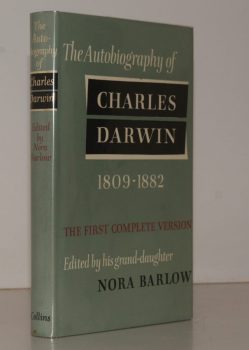 The
Auto-
biography
of
Charles
Darwin
Edited
by
Nora
Barlow
Collins
The Autobiography of
CHARLES
DARWIN
1809-1882
THE FIRST COMPLETE VERSION
Edited by his grand-daughter
NORA BARLOW